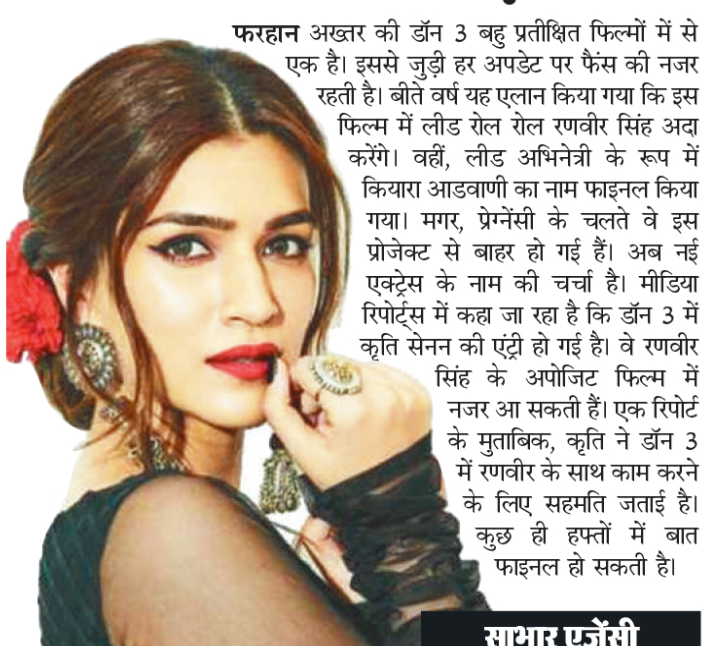 फरहान अख्तर की डॉन 3 बहु प्रतीक्षित फिल्मों में से
एक है। इससे जुड़ी हर अपडेट पर फैंस की नजर
रहती है। बीते वर्ष यह एलान किया गया कि इस
फिल्म में लीड रोल रोल रणवीर सिंह अदा
करेंगे। वहीं, लीड अभिनेत्री के रूप में
कियारा आडवाणी का नाम फाइनल किया
गया। मगर, प्रेग्नेंसी के चलते वे इस
प्रोजेक्ट से बाहर हो गई हैं। अब नई
एक्ट्रेस के नाम की चर्चा है। मीडिया
रिपोर्ट्स में कहा जा रहा है कि डॉन 3 में
कृति सेनन की एंट्री हो गई है। वे रणवीर
सिंह के अपोजिट फिल्म में
नजर आ सकती हैं। एक रिपोर्ट
के मुताबिक, कृति ने डॉन 3
में रणवीर के साथ काम करने
के लिए सहमति जताई है।
कुछ ही हफ्तों में बात
फाइनल हो सकती है।
साभार एजेंसी